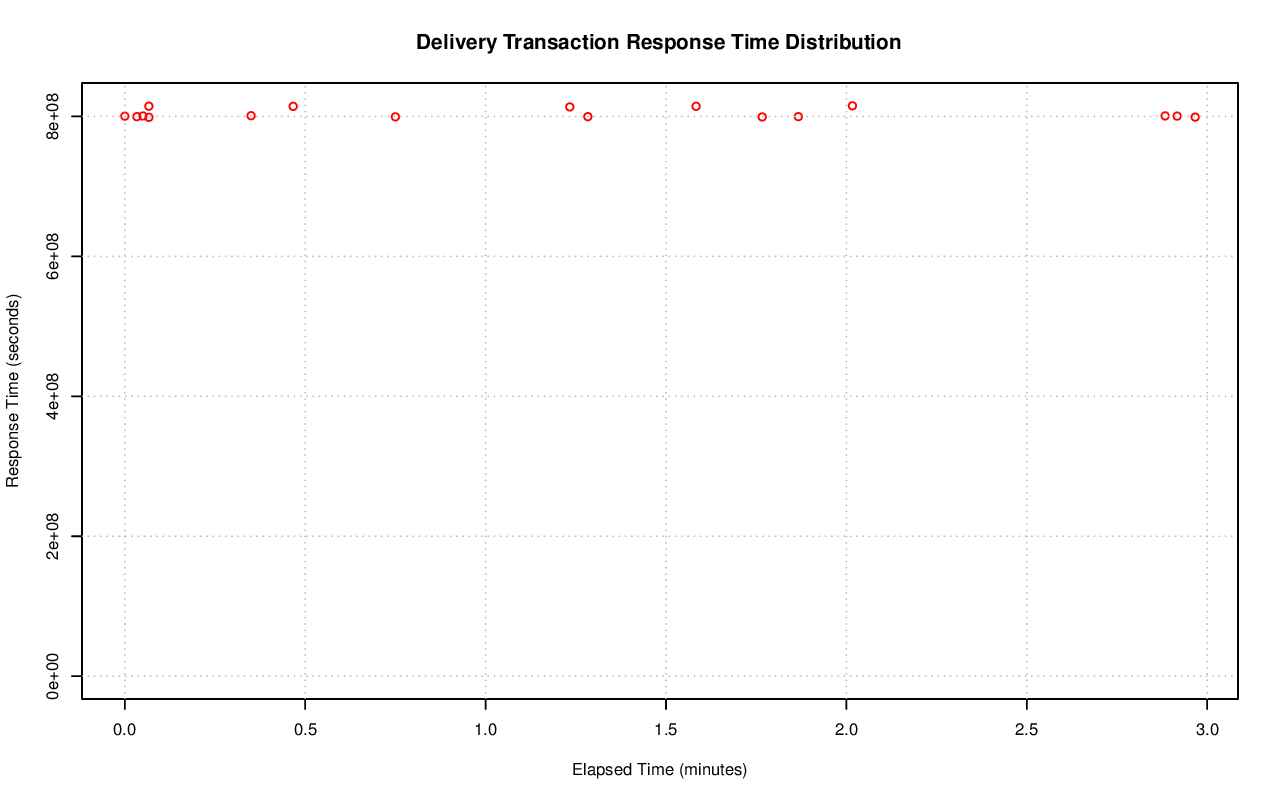 Delivery Transaction Response Time Distribution
Response Time (seconds)
8e+08
6e+08
4e+08
2e+08
0e+00
0.0 0.5 1.0 1.5 2.0 2.5 3.0
Elapsed Time (minutes)